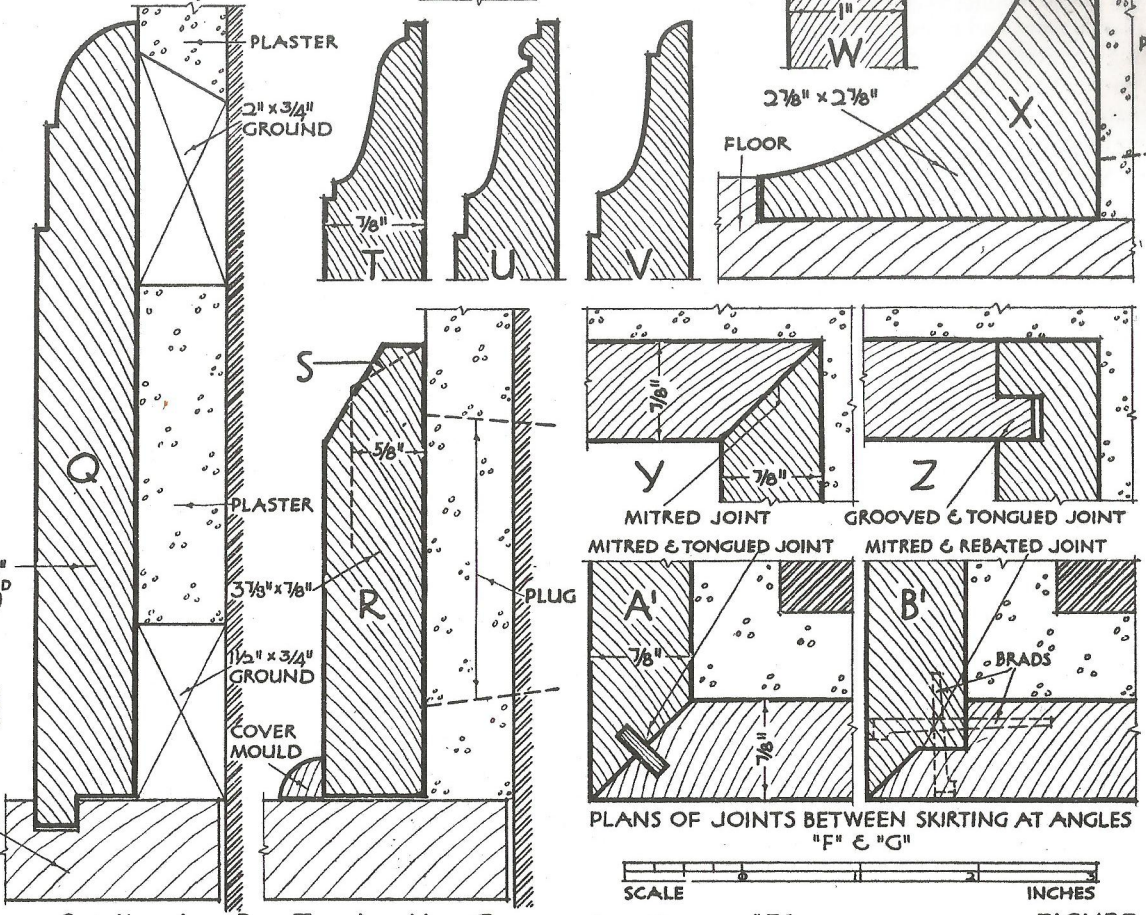 PLASTER
2" x 3/4"
GROUND
Q
PLASTER
1 1/2" x 3/4"
GROUND
COVER
MOULD
T
7/8"
U
V
1"
W
2 7/8" x 2 7/8"
X
FLOOR
S
5/8"
3 7/8" x 7/8"
R
PLUG
7/8"
Y
7/8"
MITRED JOINT
Z
GROOVED & TONGUED JOINT
MITRED & TONGUED JOINT
MITRED & REBATED JOINT
A'
7/8"
7/8"
B'
BRADS
PLANS OF JOINTS BETWEEN SKIRTING AT ANGLES
"F" & "G"
0 1 2 3
SCALE INCHES